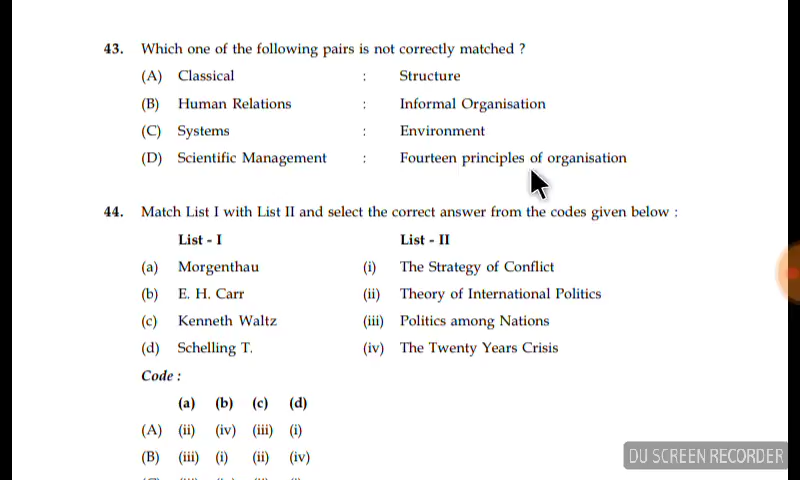 43. Which one of the following pairs is not correctly matched ?
(A) Classical : Structure
(B) Human Relations : Informal Organisation
(C) Systems : Environment
(D) Scientific Management : Fourteen principles of organisation
44. Match List I with List II and select the correct answer from the codes given below :
List - I List - II
(a) Morgenthau (i) The Strategy of Conflict
(b) E. H. Carr (ii) Theory of International Politics
(c) Kenneth Waltz (iii) Politics among Nations
(d) Schelling T. (iv) The Twenty Years Crisis
Code :
(a) (b) (c) (d)
(A) (ii) (iv) (iii) (i)
(B) (iii) (i) (ii) (iv)
DU SCREEN RECORDER